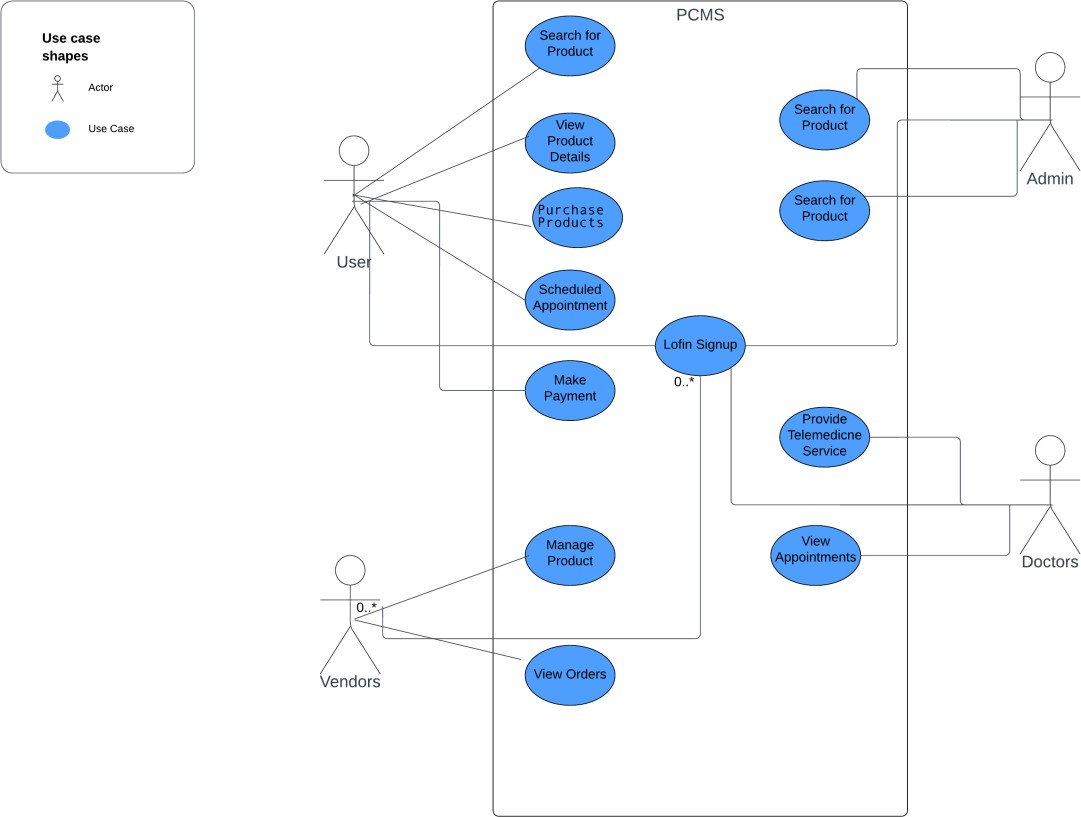 Use case
shapes
Actor
Use Case
PCMS
Search for
Product
View
Product
Details
Purchase
Products
Scheduled
Appointment
Make
Payment
Lofin Signup
0..*
Search for
Product
Search for
Product
Provide
Telemedicne
Service
View
Appointments
Manage
Product
View Orders
User
0..*
Vendors
Admin
Doctors